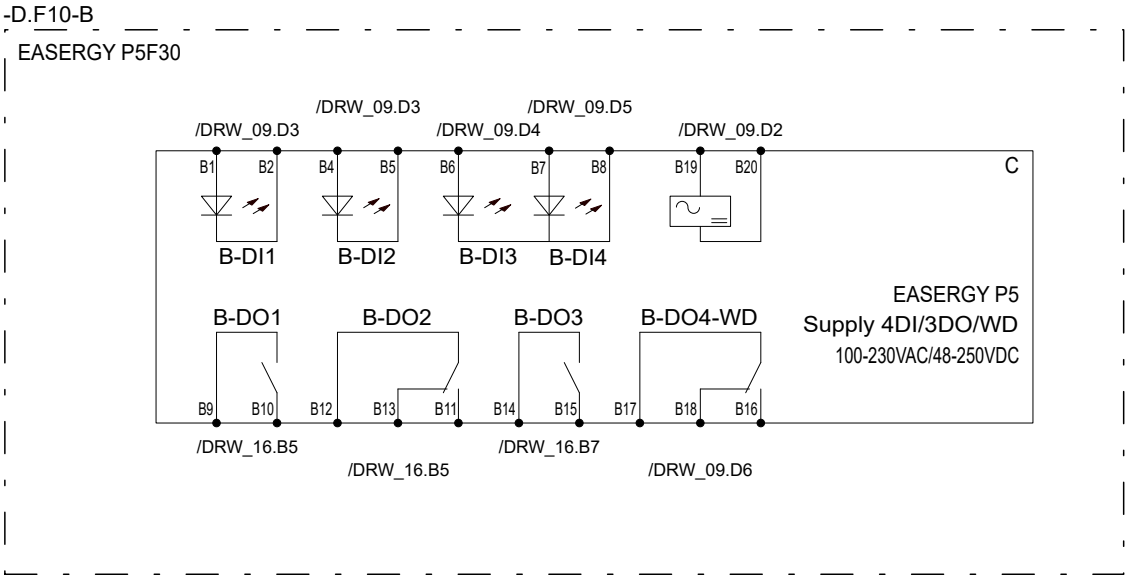 -D.F10-B
EASERGY P5F30
/DRW_09.D3 /DRW_09.D5
/DRW_09.D3 /DRW_09.D4 /DRW_09.D2
B1 B2 B4 B5 B6 B7 B8 B19 B20 C
B-DI1 B-DI2 B-DI3 B-DI4
EASERGY P5
B-DO1 B-DO2 B-DO3 B-DO4-WD Supply 4DI/3DO/WD
100-230VAC/48-250VDC
B9 B10 B12 B13 B11 B14 B15 B17 B18 B16
/DRW_16.B5 /DRW_16.B7
/DRW_16.B5 /DRW_09.D6